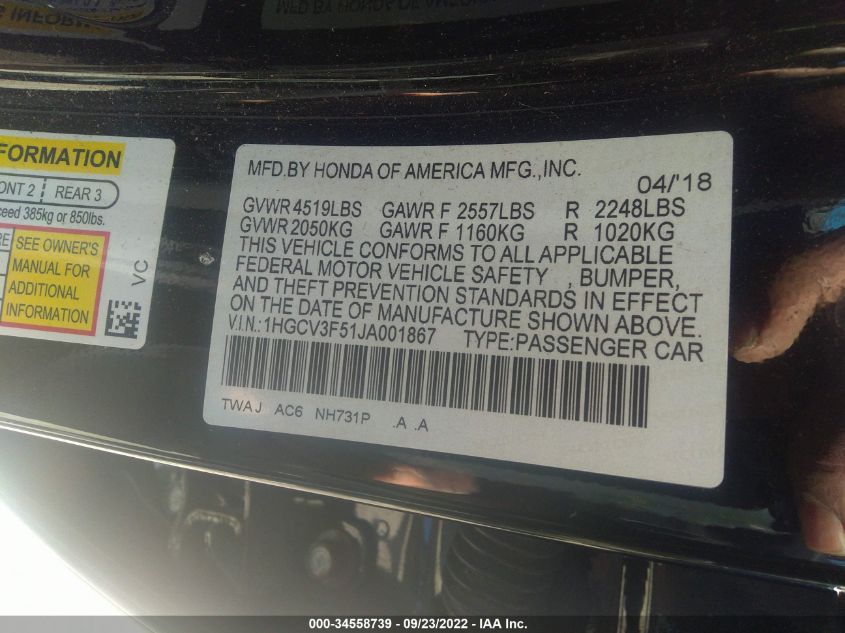 FORMATION
ONT 2 | REAR 3
ceed 385kg or 850lbs.
SEE OWNER'S
MANUAL FOR
ADDITIONAL
INFORMATION
VC
MFD.BY HONDA OF AMERICA MFG.,INC.
04/'18
GVWR 4519LBS GAWR F 2557LBS R 2248LBS
GVWR 2050KG GAWR F 1160KG R 1020KG
THIS VEHICLE CONFORMS TO ALL APPLICABLE
FEDERAL MOTOR VEHICLE SAFETY , BUMPER,
AND THEFT PREVENTION STANDARDS IN EFFECT
ON THE DATE OF MANUFACTURE SHOWN ABOVE.
V.I.N.:1HGCV3F51JA001867 TYPE:PASSENGER CAR
TWAJ AC6 NH731P .A .A
000-34558739 - 09/23/2022 - IAA Inc.